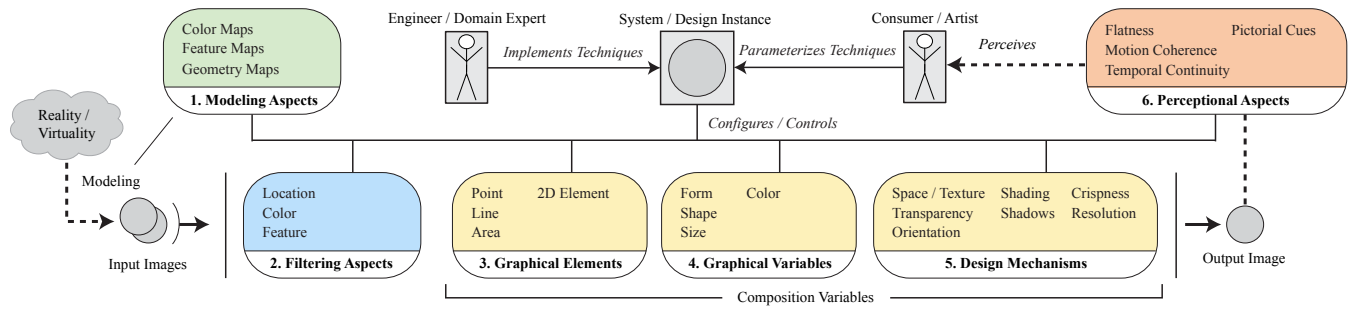 Color Maps
Feature Maps
Geometry Maps
1. Modeling Aspects
Engineer / Domain Expert
System / Design Instance
Consumer / Artist
Implements Techniques
Parameterizes Techniques
Perceives
Flatness Pictorial Cues
Motion Coherence
Temporal Continuity
6. Perceptional Aspects
Reality /
Virtuality
Configures / Controls
Modeling
Input Images
Location
Color
Feature
2. Filtering Aspects
Point 2D Element
Line
Area
3. Graphical Elements
Form Color
Shape
Size
4. Graphical Variables
Space / Texture Shading Crispness
Transparency Shadows Resolution
Orientation
5. Design Mechanisms
Output Image
Composition Variables